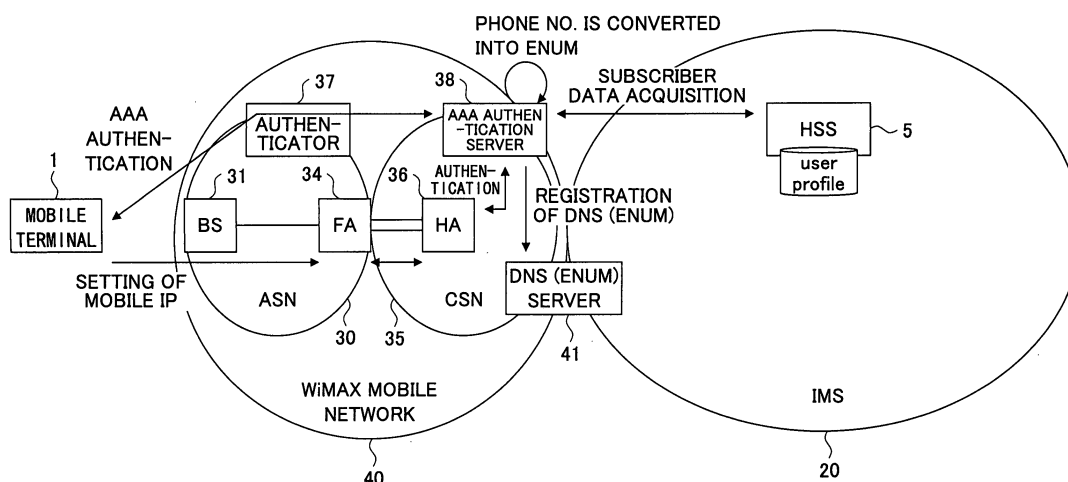 PHONE NO. IS CONVERTED
INTO ENUM
37
38
SUBSCRIBER
DATA ACQUISITION
AAA
AUTHEN-
TICATION
AUTHEN-
TICATOR
AAA AUTHEN
-TICATION
SERVER
HSS
5
user
profile
1
31
34
36
AUTHEN-
TICATION
REGISTRATION
OF DNS (ENUM)
MOBILE
TERMINAL
BS
FA
HA
SETTING OF
MOBILE IP
ASN
CSN
DNS (ENUM)
SERVER
30
35
41
WiMAX MOBILE
NETWORK
IMS
40
20